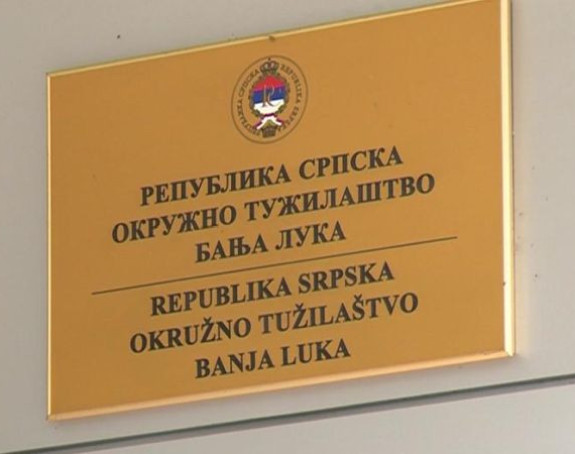 РЕПУБЛИКА СРПСКА
ОКРУЖНО ТУЖИЛАШТВО
БАЊА ЛУКА
REPUBLIKA SRPSKA
OKRUŽNO TUŽILAŠTVO
BANJA LUKA